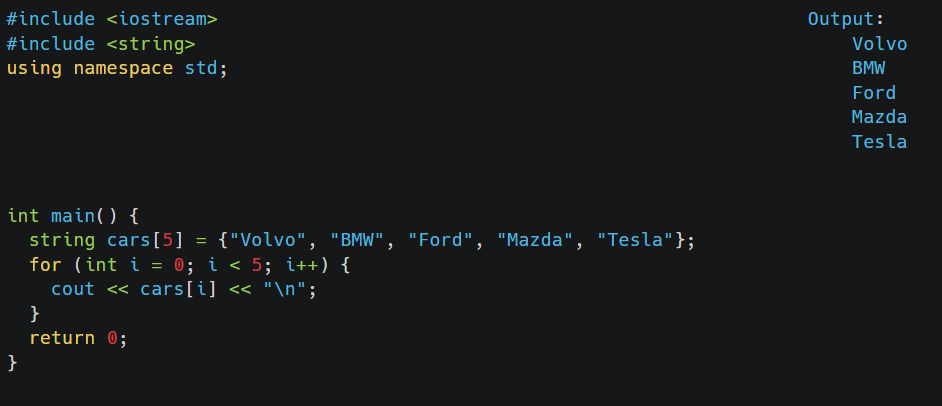 #include <iostream>
#include <string>
using namespace std;
int main() {
  string cars[5] = {"Volvo", "BMW", "Ford", "Mazda", "Tesla"};
  for (int i = 0; i < 5; i++) {
    cout << cars[i] << "\n";
  }
  return 0;
}
Output:
    Volvo
    BMW
    Ford
    Mazda
    Tesla